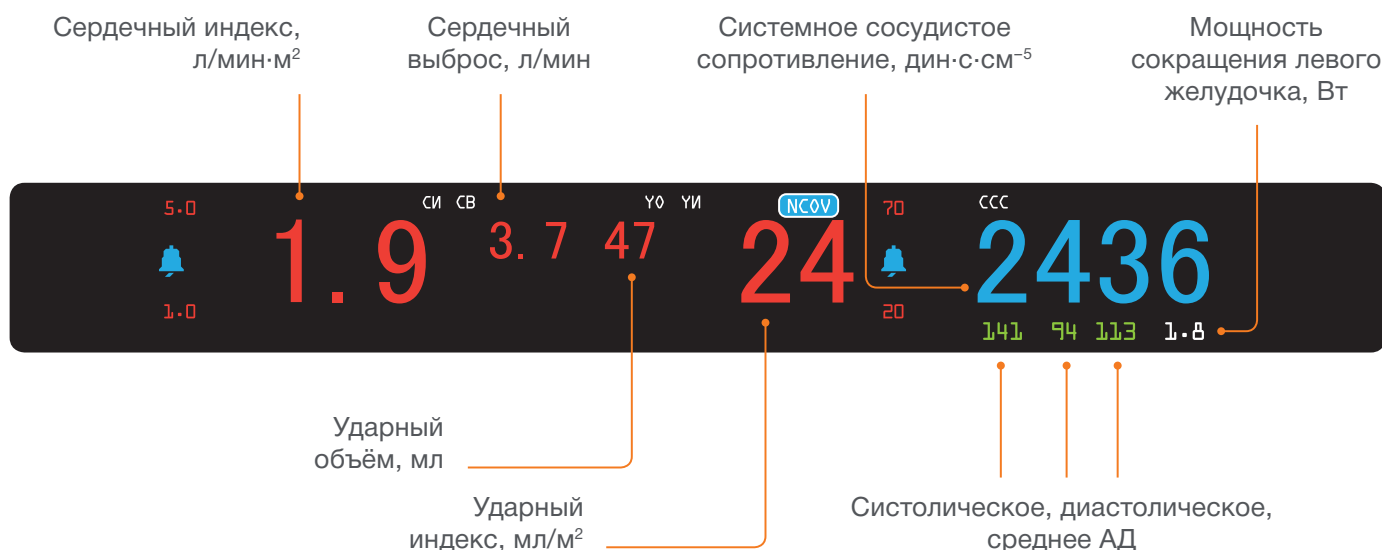 Сердечный индекс,
л/мин·м²
Сердечный
выброс, л/мин
Системное сосудистое
сопротивление, дин·с·см⁻⁵
Мощность
сокращения левого
желудочка, Вт
5.0 СИ СВ УО УИ NCOV 70 ССС
1.9 3.7 47 24 2436
1.0 20
141 94 113 1.8
Ударный
объём, мл
Ударный
индекс, мл/м²
Систолическое, диастолическое,
среднее АД